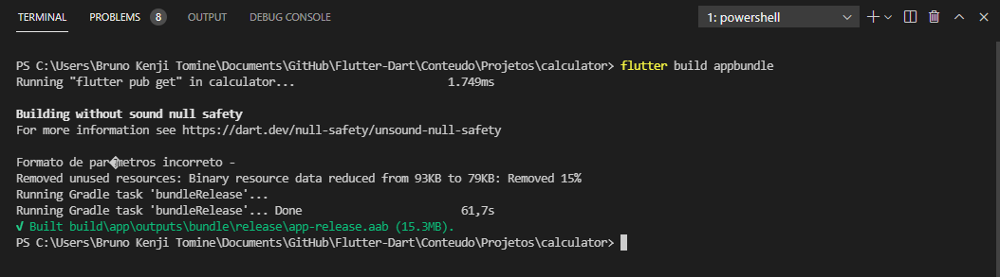 TERMINAL PROBLEMS 8 OUTPUT DEBUG CONSOLE 1: powershell
PS C:\Users\Bruno Kenji Tomine\Documents\GitHub\Flutter-Dart\Conteudo\Projetos\calculator> flutter build appbundle
Running "flutter pub get" in calculator... 1.749ms
Building without sound null safety
For more information see https://dart.dev/null-safety/unsound-null-safety
Formato de par�metros incorreto -
Removed unused resources: Binary resource data reduced from 93KB to 79KB: Removed 15%
Running Gradle task 'bundleRelease'...
Running Gradle task 'bundleRelease'... Done 61,7s
√ Built build\app\outputs\bundle\release\app-release.aab (15.3MB).
PS C:\Users\Bruno Kenji Tomine\Documents\GitHub\Flutter-Dart\Conteudo\Projetos\calculator>